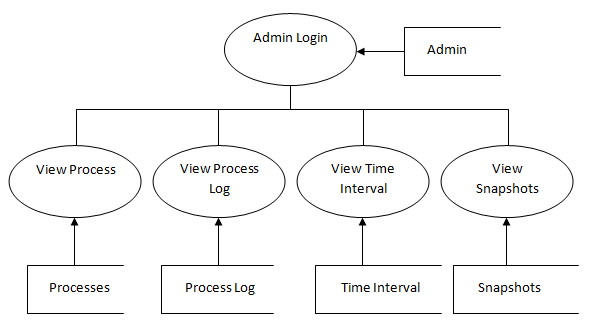 Admin Login
Admin
View Process
View Process
Log
View Time
Interval
View
Snapshots
Processes
Process Log
Time Interval
Snapshots